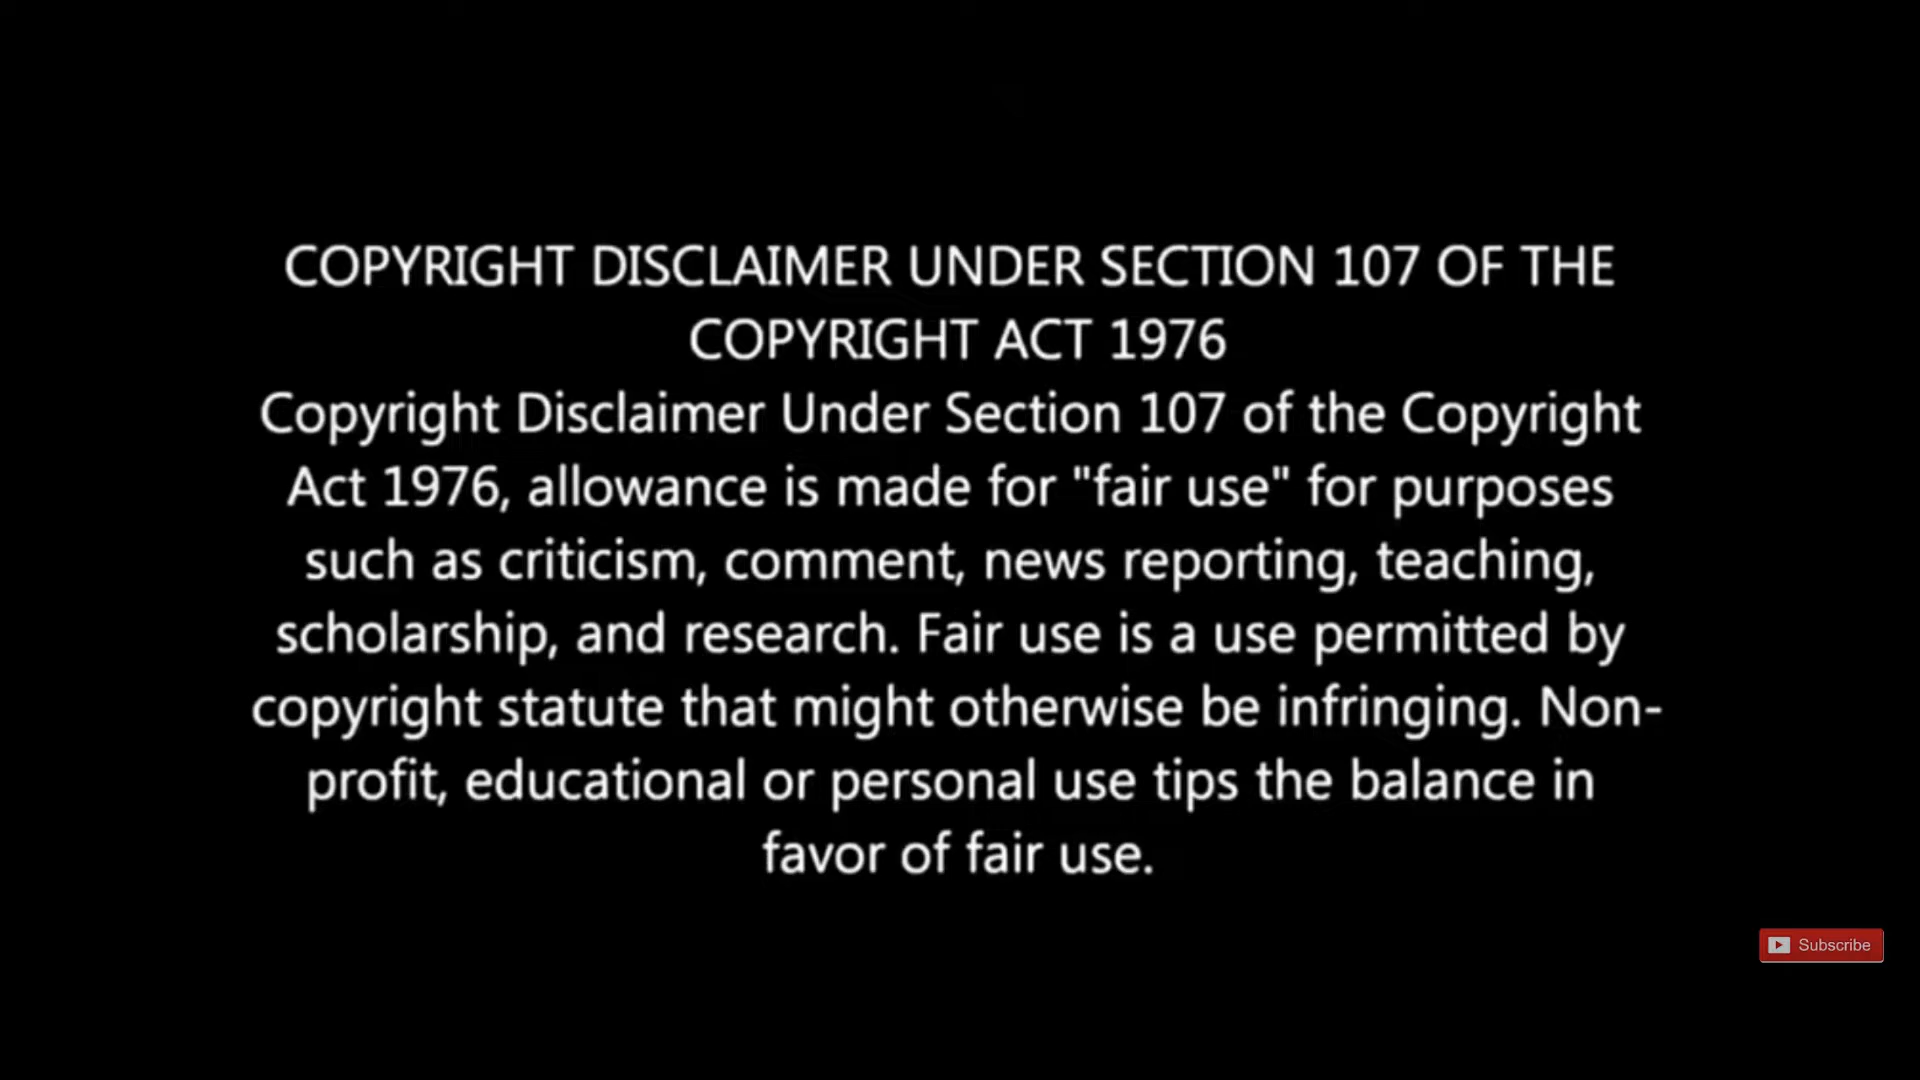 COPYRIGHT DISCLAIMER UNDER SECTION 107 OF THE
COPYRIGHT ACT 1976
Copyright Disclaimer Under Section 107 of the Copyright
Act 1976, allowance is made for "fair use" for purposes
such as criticism, comment, news reporting, teaching,
scholarship, and research. Fair use is a use permitted by
copyright statute that might otherwise be infringing. Non-
profit, educational or personal use tips the balance in
favor of fair use.
Subscribe